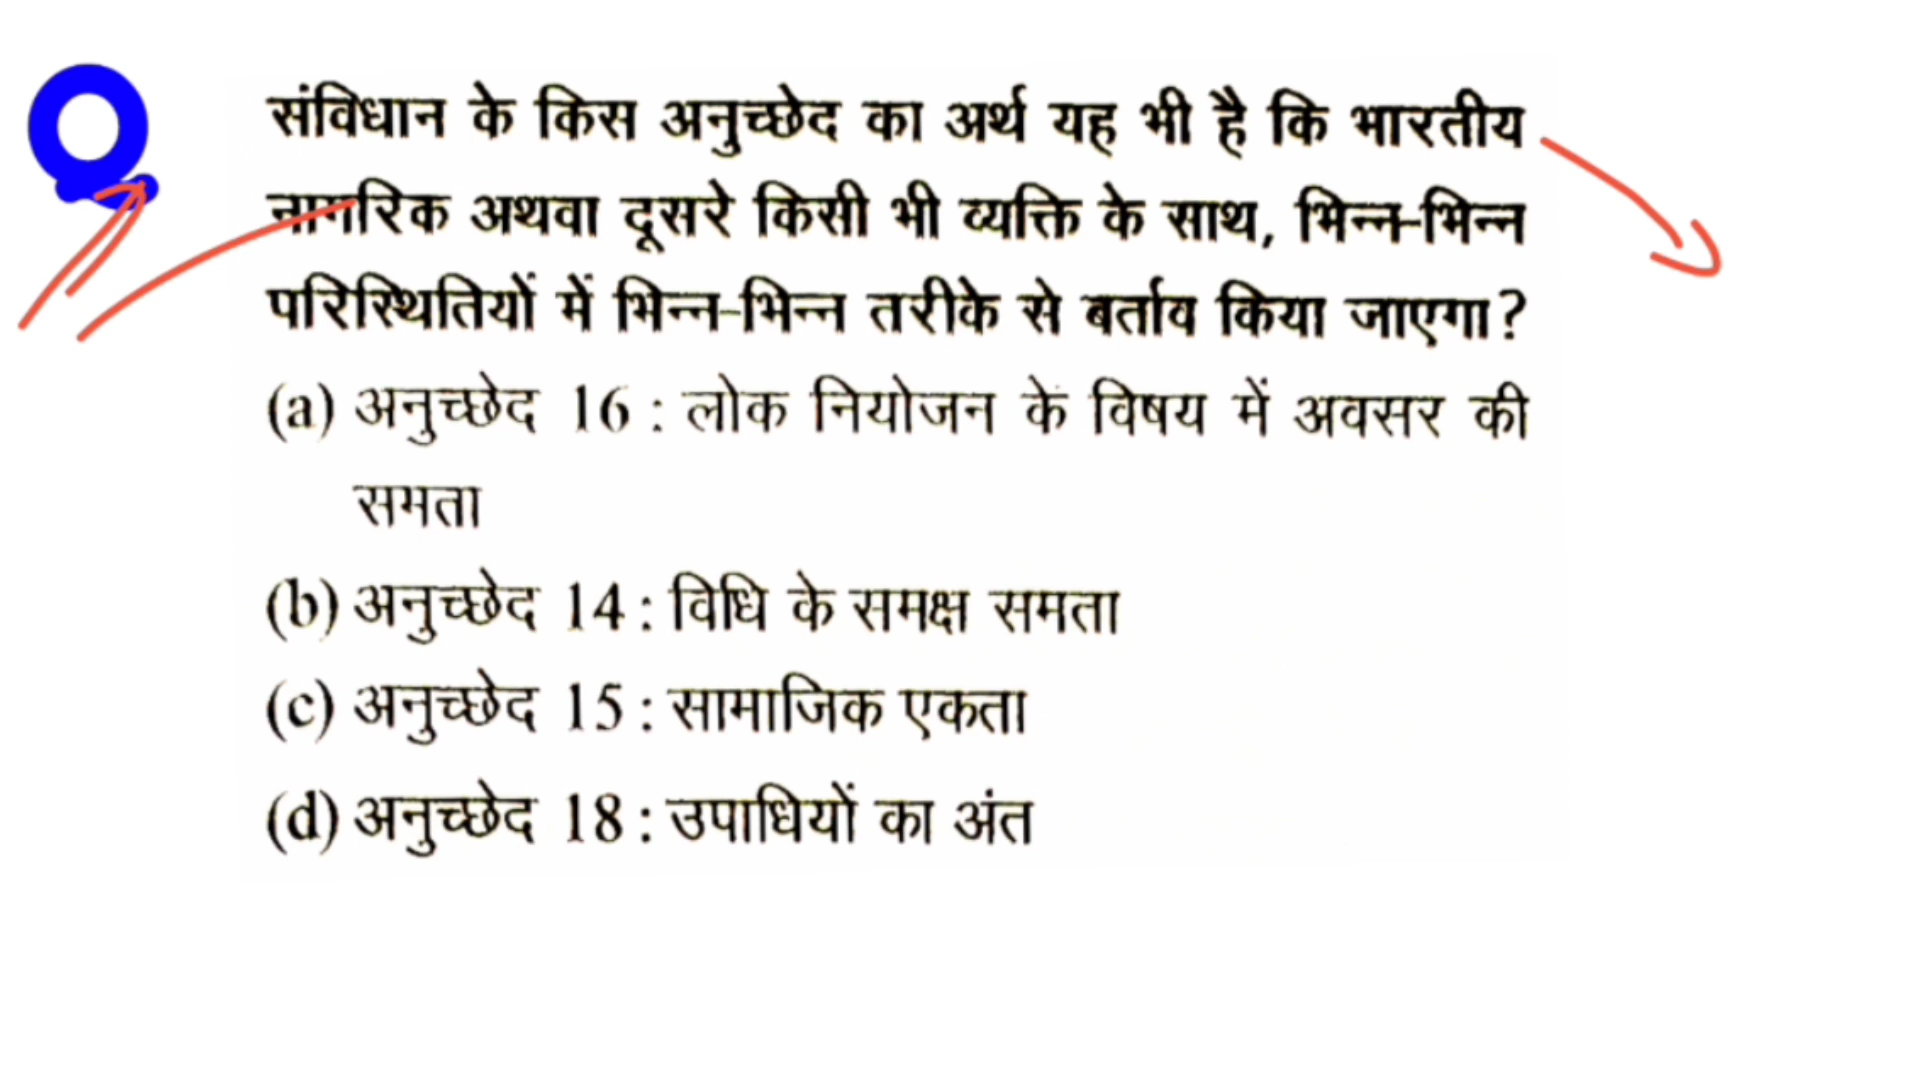 Q
संविधान के किस अनुच्छेद का अर्थ यह भी है कि भारतीय
नागरिक अथवा दूसरे किसी भी व्यक्ति के साथ, भिन्न-भिन्न
परिस्थितियों में भिन्न-भिन्न तरीके से बर्ताव किया जाएगा?
(a) अनुच्छेद 16 : लोक नियोजन के विषय में अवसर की
समता
(b) अनुच्छेद 14 : विधि के समक्ष समता
(c) अनुच्छेद 15 : सामाजिक एकता
(d) अनुच्छेद 18 : उपाधियों का अंत